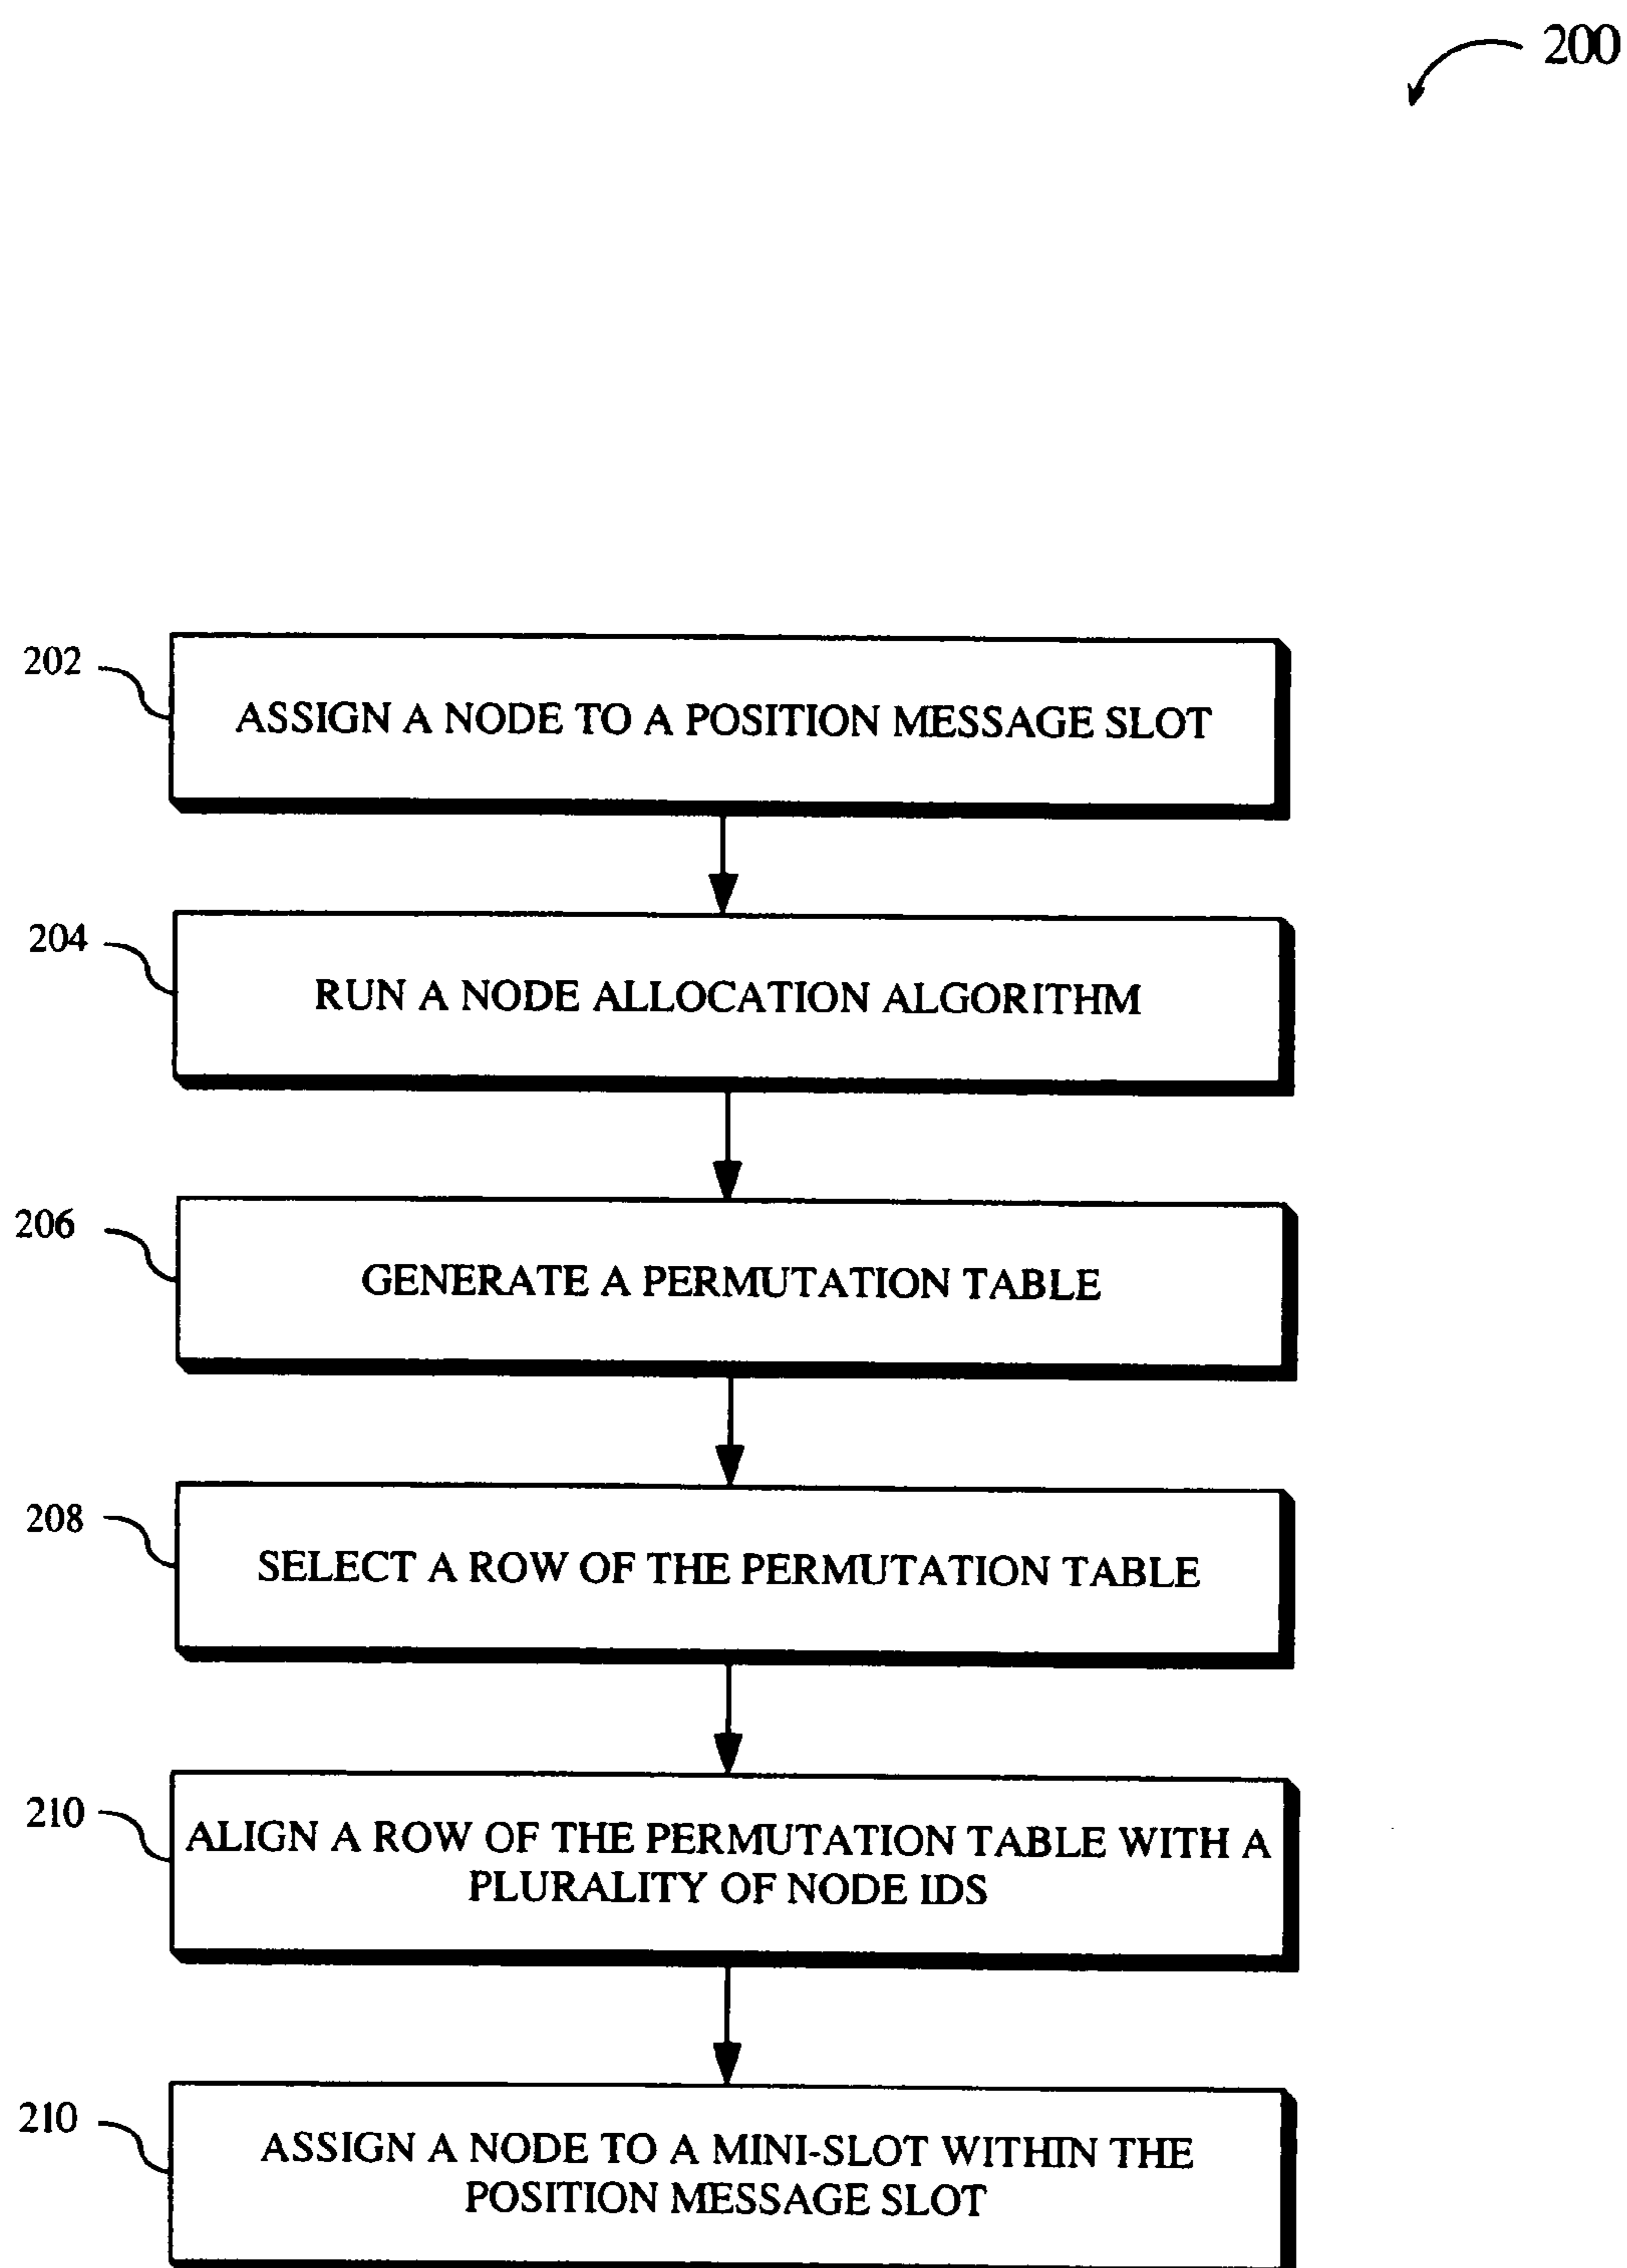 200
202
ASSIGN A NODE TO A POSITION MESSAGE SLOT
204
RUN A NODE ALLOCATION ALGORITHM
206
GENERATE A PERMUTATION TABLE
208
SELECT A ROW OF THE PERMUTATION TABLE
210
ALIGN A ROW OF THE PERMUTATION TABLE WITH A
PLURALITY OF NODE IDS
210
ASSIGN A NODE TO A MINI-SLOT WITHIN THE
POSITION MESSAGE SLOT